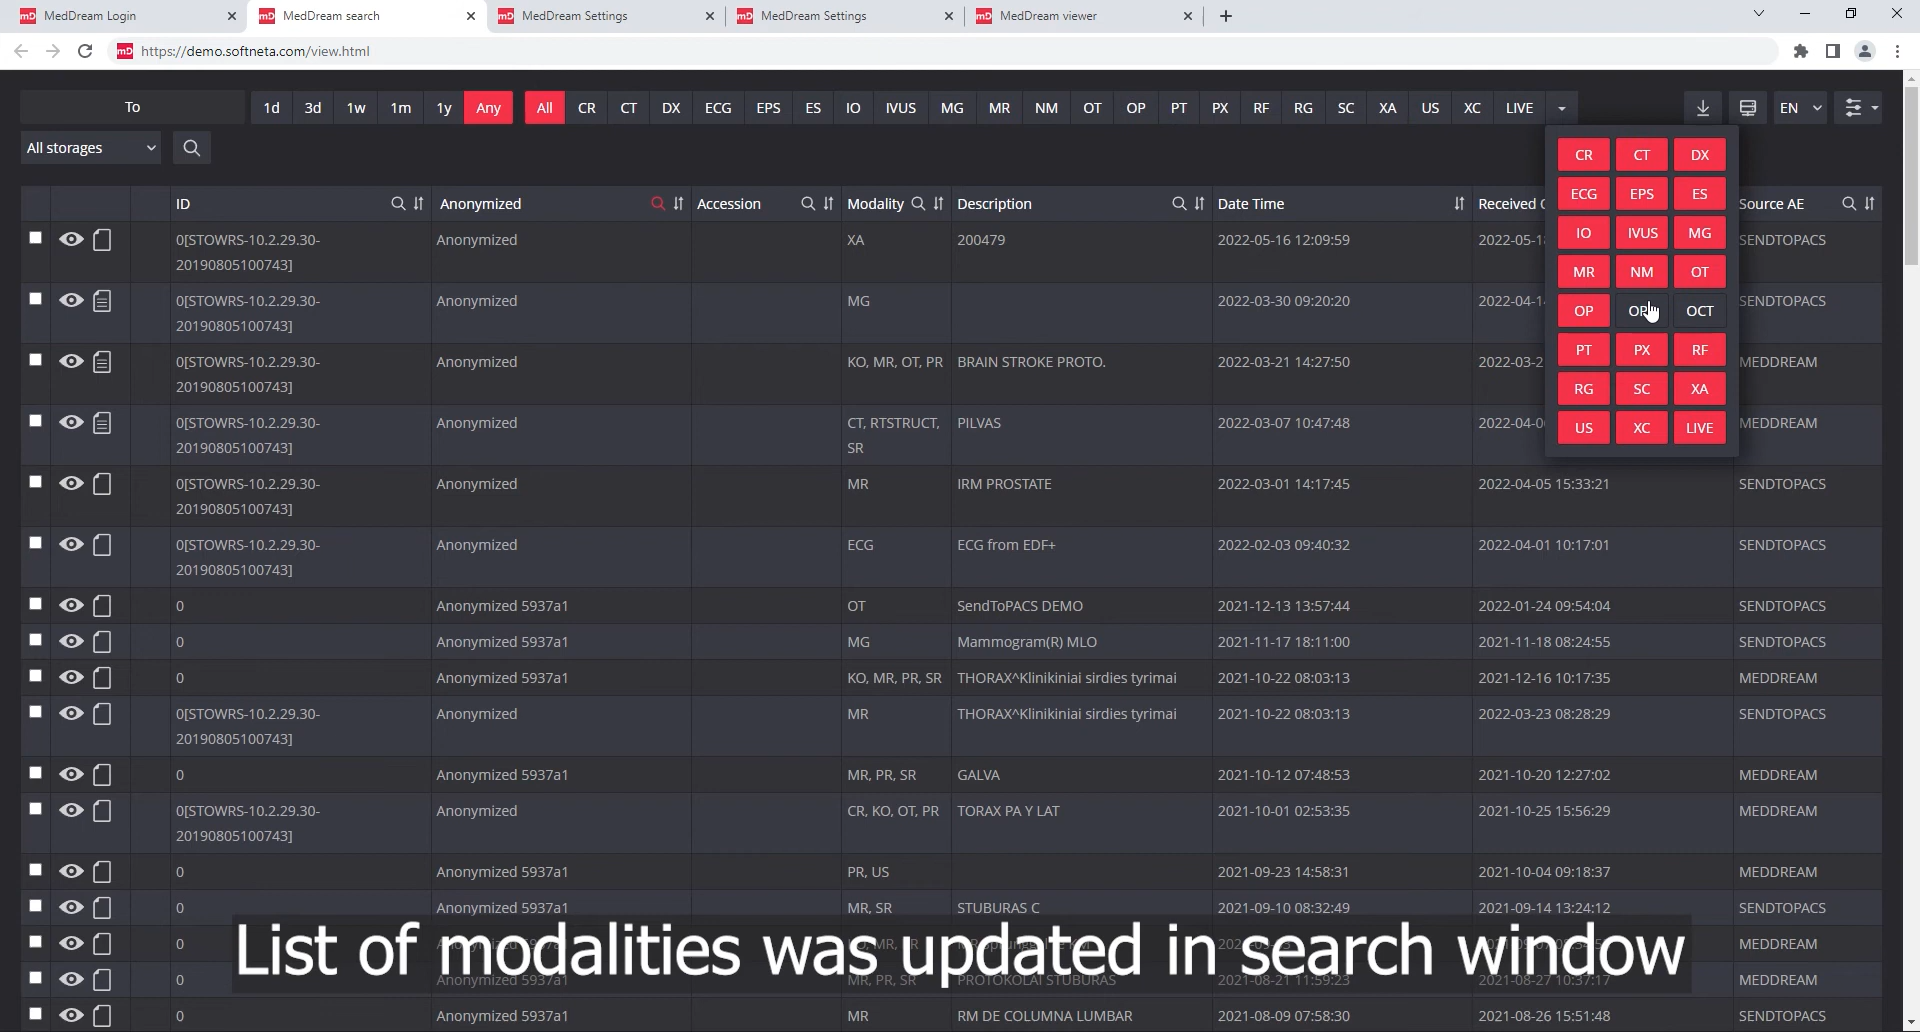 MedDream Login
MedDream search
MedDream Settings
MedDream Settings
MedDream viewer
https://demo.softneta.com/view.html
To 1d 3d 1w 1m 1y Any All CR CT DX ECG EPS ES IO IVUS MG MR NM OT OP PT PX RF RG SC XA US XC LIVE EN
All storages
CR CT DX
ECG EPS ES
IO IVUS MG
MR NM OT
OP OCT
PT PX RF
RG SC XA
US XC LIVE
ID Anonymized Accession Modality Description Date Time Received Source AE
0[STOWRS-10.2.29.30- Anonymized XA 200479 2022-05-16 12:09:59 SENDTOPACS
20190805100743]
0[STOWRS-10.2.29.30- Anonymized MG 2022-03-30 09:20:20 SENDTOPACS
20190805100743]
0[STOWRS-10.2.29.30- Anonymized KO, MR, OT, PR BRAIN STROKE PROTO. 2022-03-21 14:27:50 MEDDREAM
20190805100743]
0[STOWRS-10.2.29.30- Anonymized CT, RTSTRUCT, PILVAS 2022-03-07 10:47:48 MEDDREAM
20190805100743] SR
0[STOWRS-10.2.29.30- Anonymized MR IRM PROSTATE 2022-03-01 14:17:45 2022-04-05 15:33:21 SENDTOPACS
20190805100743]
0[STOWRS-10.2.29.30- Anonymized ECG ECG from EDF+ 2022-02-03 09:40:32 2022-04-01 10:17:01 SENDTOPACS
20190805100743]
0 Anonymized 5937a1 OT SendToPACS DEMO 2021-12-13 13:57:44 2022-01-24 09:54:04 SENDTOPACS
0 Anonymized 5937a1 MG Mammogram(R) MLO 2021-11-17 18:11:00 2021-11-18 08:24:55 SENDTOPACS
0 Anonymized 5937a1 KO, MR, PR, SR THORAX^Klinikiniai sirdies tyrimai 2021-10-22 08:03:13 2021-12-16 10:17:35 MEDDREAM
0[STOWRS-10.2.29.30- Anonymized MR THORAX^Klinikiniai sirdies tyrimai 2021-10-22 08:03:13 2022-03-23 08:28:29 SENDTOPACS
20190805100743]
0 Anonymized 5937a1 MR, PR, SR GALVA 2021-10-12 07:48:53 2021-10-20 12:27:02 MEDDREAM
0[STOWRS-10.2.29.30- Anonymized CR, KO, OT, PR TORAX PA Y LAT 2021-10-01 02:53:35 2021-10-25 15:56:29 MEDDREAM
20190805100743]
0 Anonymized 5937a1 PR, US 2021-09-23 14:58:31 2021-10-04 09:18:37 MEDDREAM
0 Anonymized 5937a1 MR, SR STUBURAS C 2021-09-10 08:32:49 2021-09-14 13:24:12 SENDTOPACS
0 MEDDREAM
List of modalities was updated in search window
0 Anonymized 5937a1 MR, PR, SR PROTOKOLAI STUBURAS 2021-08-21 11:59:23 2021-08-27 10:37:17 MEDDREAM
0 Anonymized 5937a1 MR RM DE COLUMNA LUMBAR 2021-08-09 07:58:30 2021-08-26 15:51:48 SENDTOPACS